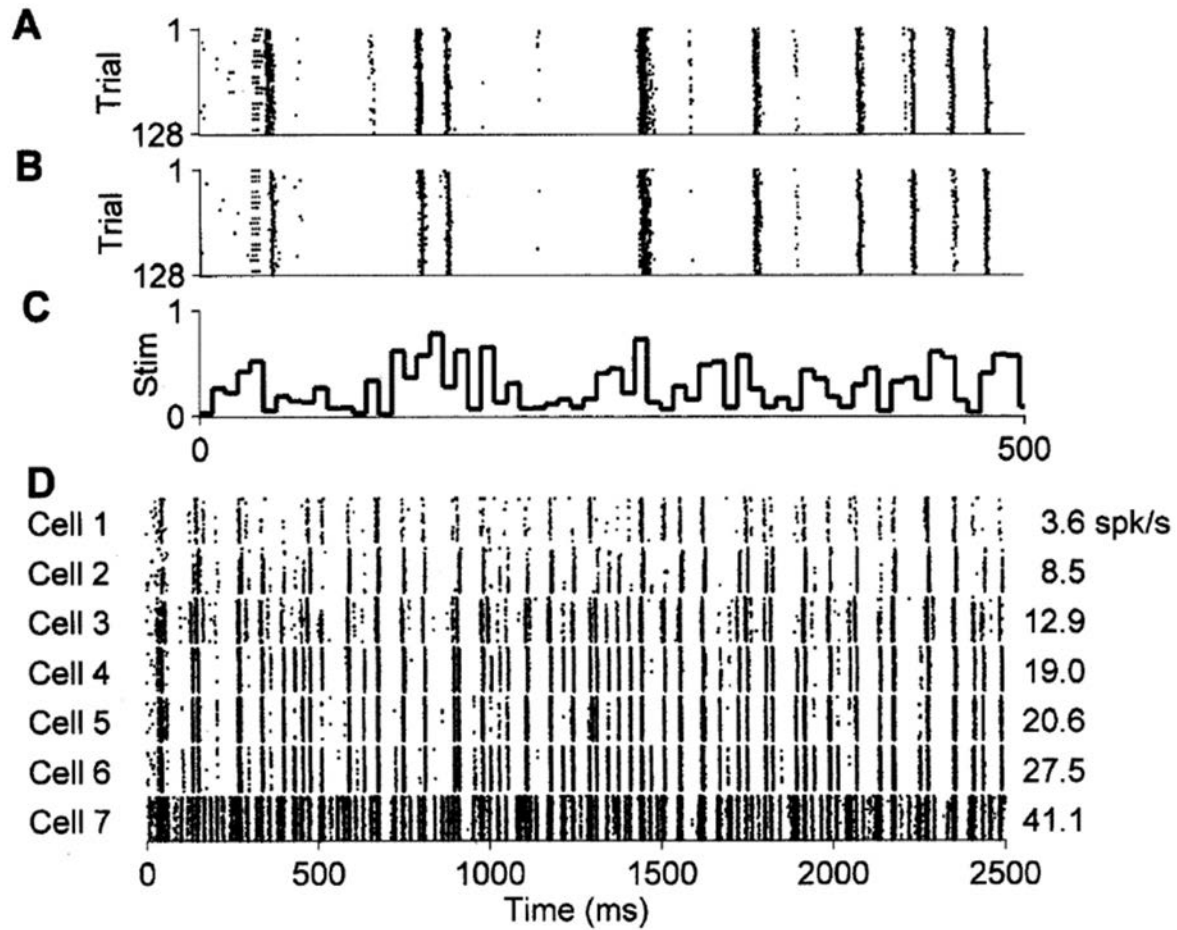 A
1
Trial
128
B
1
Trial
128
C
1
Stim
0
0 500
D
Cell 1 3.6 spk/s
Cell 2 8.5
Cell 3 12.9
Cell 4 19.0
Cell 5 20.6
Cell 6 27.5
Cell 7 41.1
0 500 1000 1500 2000 2500
Time (ms)